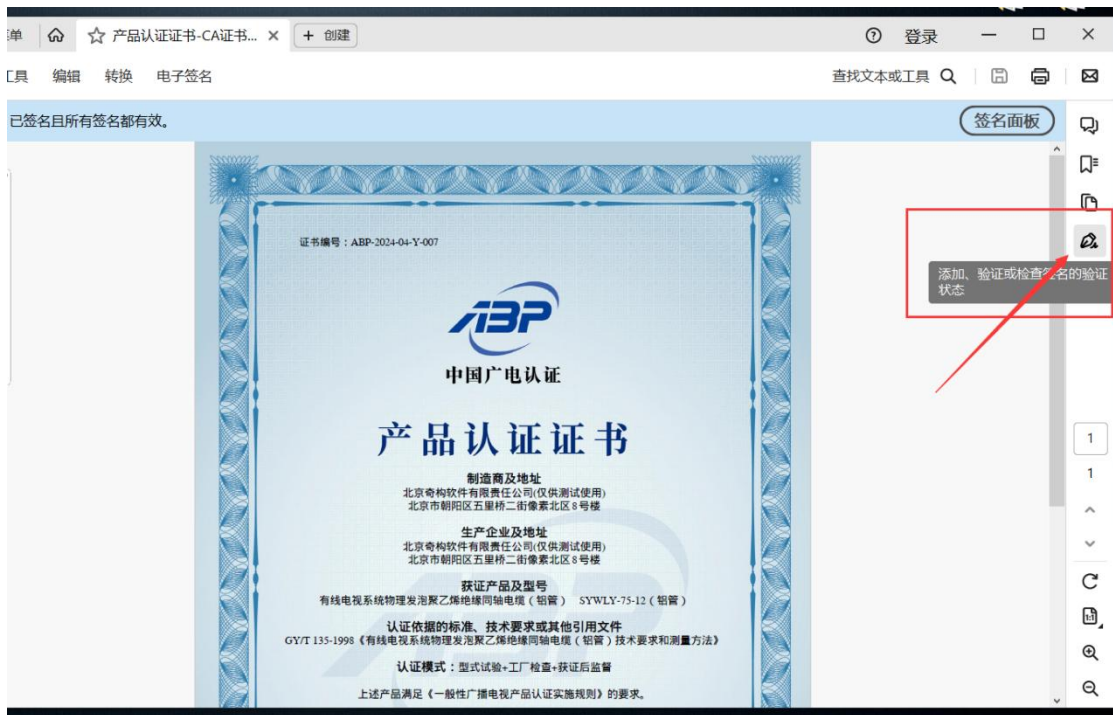 单
产品认证证书-CA证书...
创建
登录
工具 编辑 转换 电子签名
查找文本或工具
已签名且所有签名都有效。
签名面板
证书编号：ABP-2024-04-Y-007
添加、验证或检查签名的验证
状态
ABP
中国广电认证
产品认证证书
制造商及地址
北京奇构软件有限责任公司(仅供测试使用)
北京市朝阳区五里桥二街像素北区8号楼
生产企业及地址
北京奇构软件有限责任公司(仅供测试使用)
北京市朝阳区五里桥二街像素北区8号楼
获证产品及型号
有线电视系统物理发泡聚乙烯绝缘同轴电缆（铝管） SYWLY-75-12（铝管）
认证依据的标准、技术要求或其他引用文件
GY/T 135-1998《有线电视系统物理发泡聚乙烯绝缘同轴电缆（铝管）技术要求和测量方法》
认证模式：型式试验+工厂检查+获证后监督
上述产品满足《一般性广播电视产品认证实施规则》的要求。
1
1